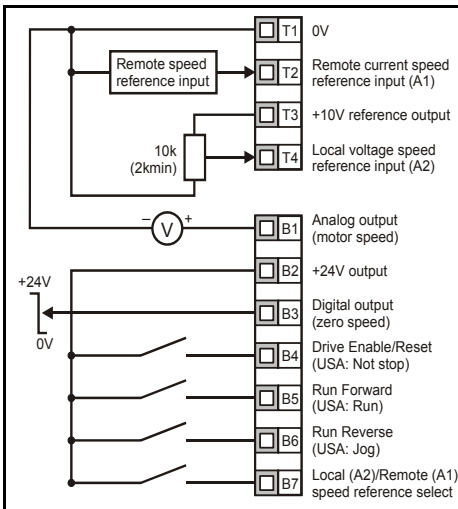 T1 0V
Remote speed
reference input
T2 Remote current speed
reference input (A1)
T3 +10V reference output
10k
(2kmin)
T4 Local voltage speed
reference input (A2)
– V +
B1 Analog output
(motor speed)
B2 +24V output
+24V
0V
B3 Digital output
(zero speed)
B4 Drive Enable/Reset
(USA: Not stop)
B5 Run Forward
(USA: Run)
B6 Run Reverse
(USA: Jog)
B7 Local (A2)/Remote (A1)
speed reference select